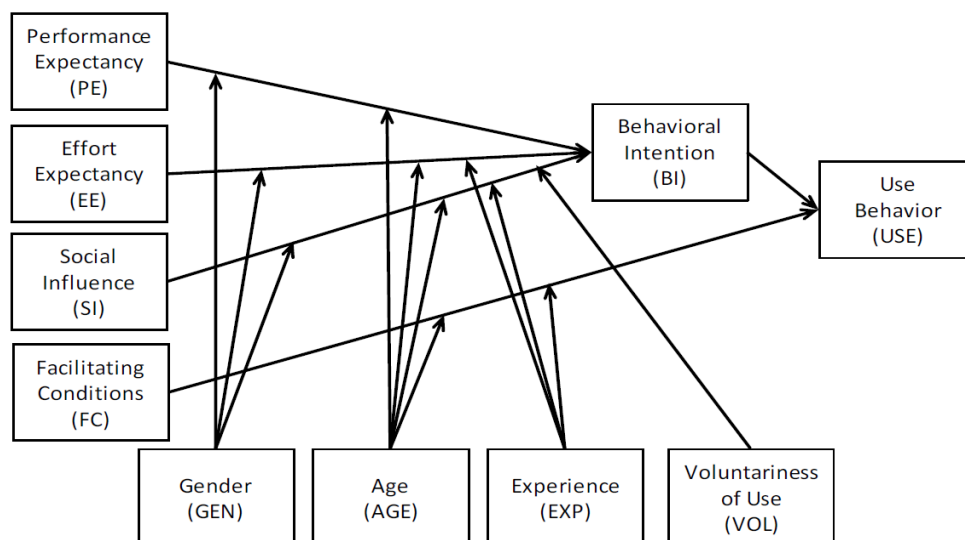 Performance
Expectancy
(PE)
Effort
Expectancy
(EE)
Social
Influence
(SI)
Facilitating
Conditions
(FC)
Behavioral
Intention
(BI)
Use
Behavior
(USE)
Gender
(GEN)
Age
(AGE)
Experience
(EXP)
Voluntariness
of Use
(VOL)